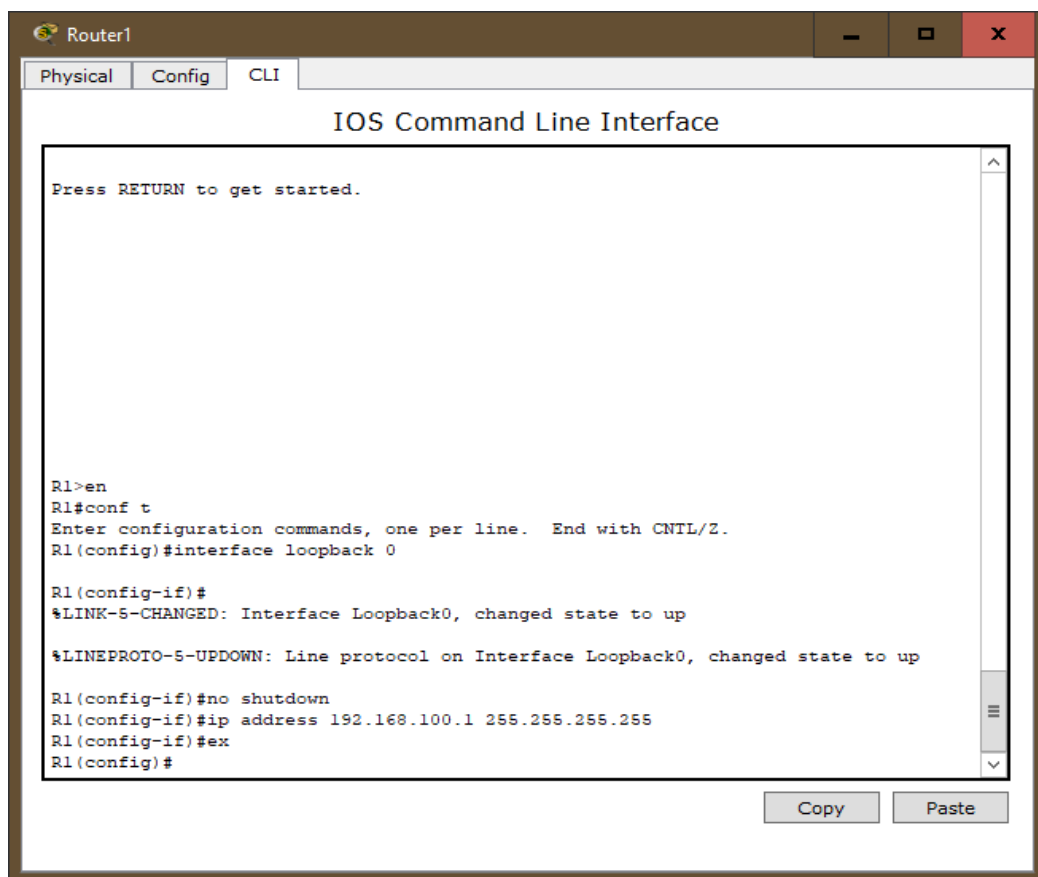 Router1
Physical Config CLI
IOS Command Line Interface
Press RETURN to get started.
R1>en
R1#conf t
Enter configuration commands, one per line.  End with CNTL/Z.
R1(config)#interface loopback 0
R1(config-if)#
%LINK-5-CHANGED: Interface Loopback0, changed state to up
%LINEPROTO-5-UPDOWN: Line protocol on Interface Loopback0, changed state to up
R1(config-if)#no shutdown
R1(config-if)#ip address 192.168.100.1 255.255.255.255
R1(config-if)#ex
R1(config)#
Copy Paste